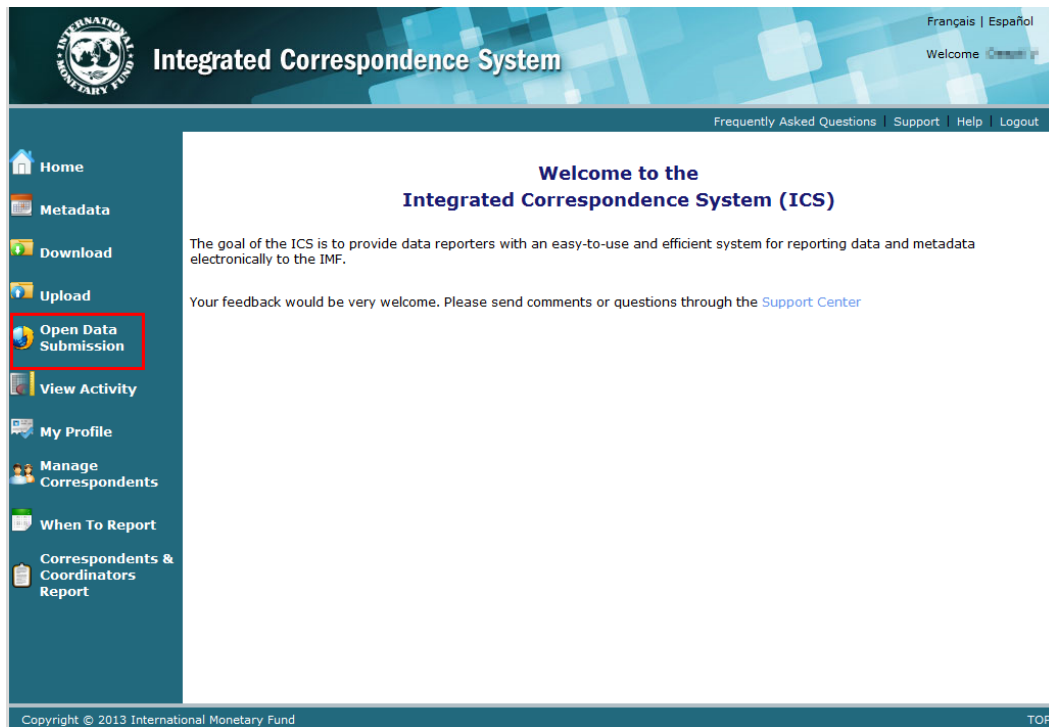 INTERNATIONAL MONETARY FUND
Integrated Correspondence System
Français | Español
Welcome
Frequently Asked Questions | Support | Help | Logout
Home
Metadata
Download
Upload
Open Data
Submission
View Activity
My Profile
Manage
Correspondents
When To Report
Correspondents &
Coordinators
Report
Welcome to the
Integrated Correspondence System (ICS)
The goal of the ICS is to provide data reporters with an easy-to-use and efficient system for reporting data and metadata
electronically to the IMF.
Your feedback would be very welcome. Please send comments or questions through the Support Center
Copyright © 2013 International Monetary Fund
TOP